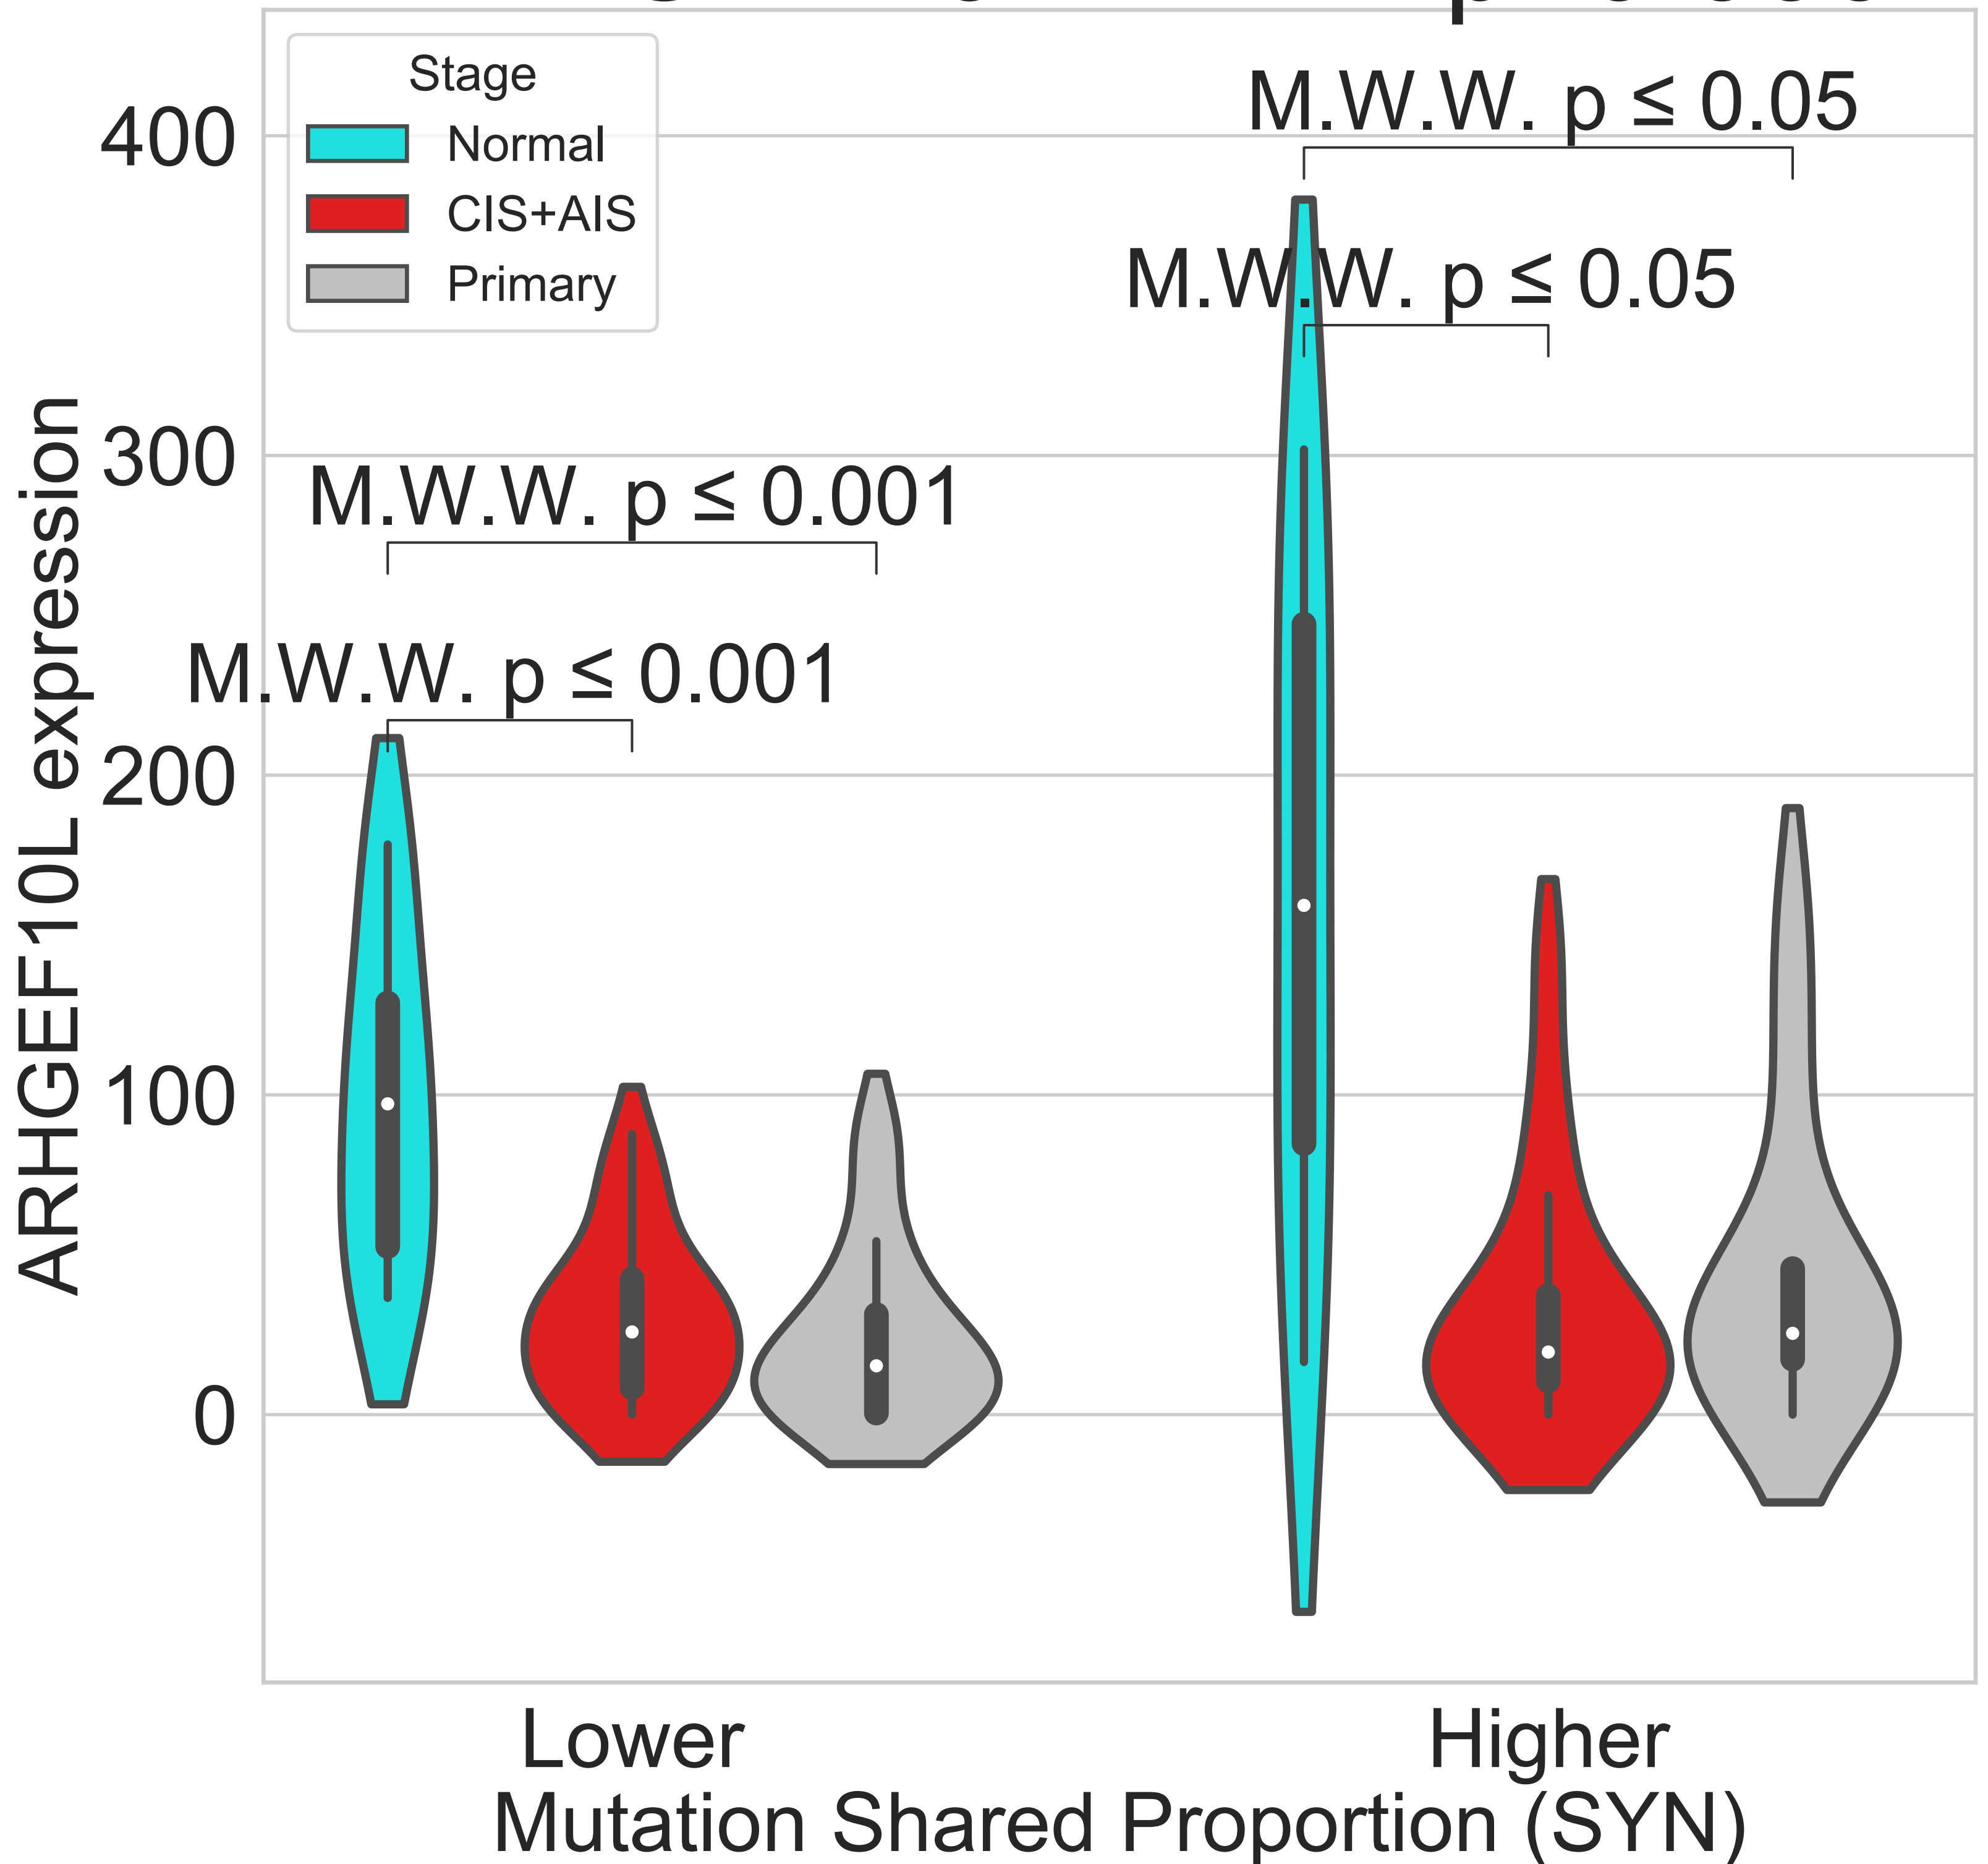 Stage
Normal
CIS+AIS
Primary
M.W.W. p ≤ 0.05
M.W.W. p ≤ 0.05
M.W.W. p ≤ 0.001
M.W.W. p ≤ 0.001
400
300
200
100
0
ARHGEF10L expression
Lower
Higher
Mutation Shared Proportion (SYN)